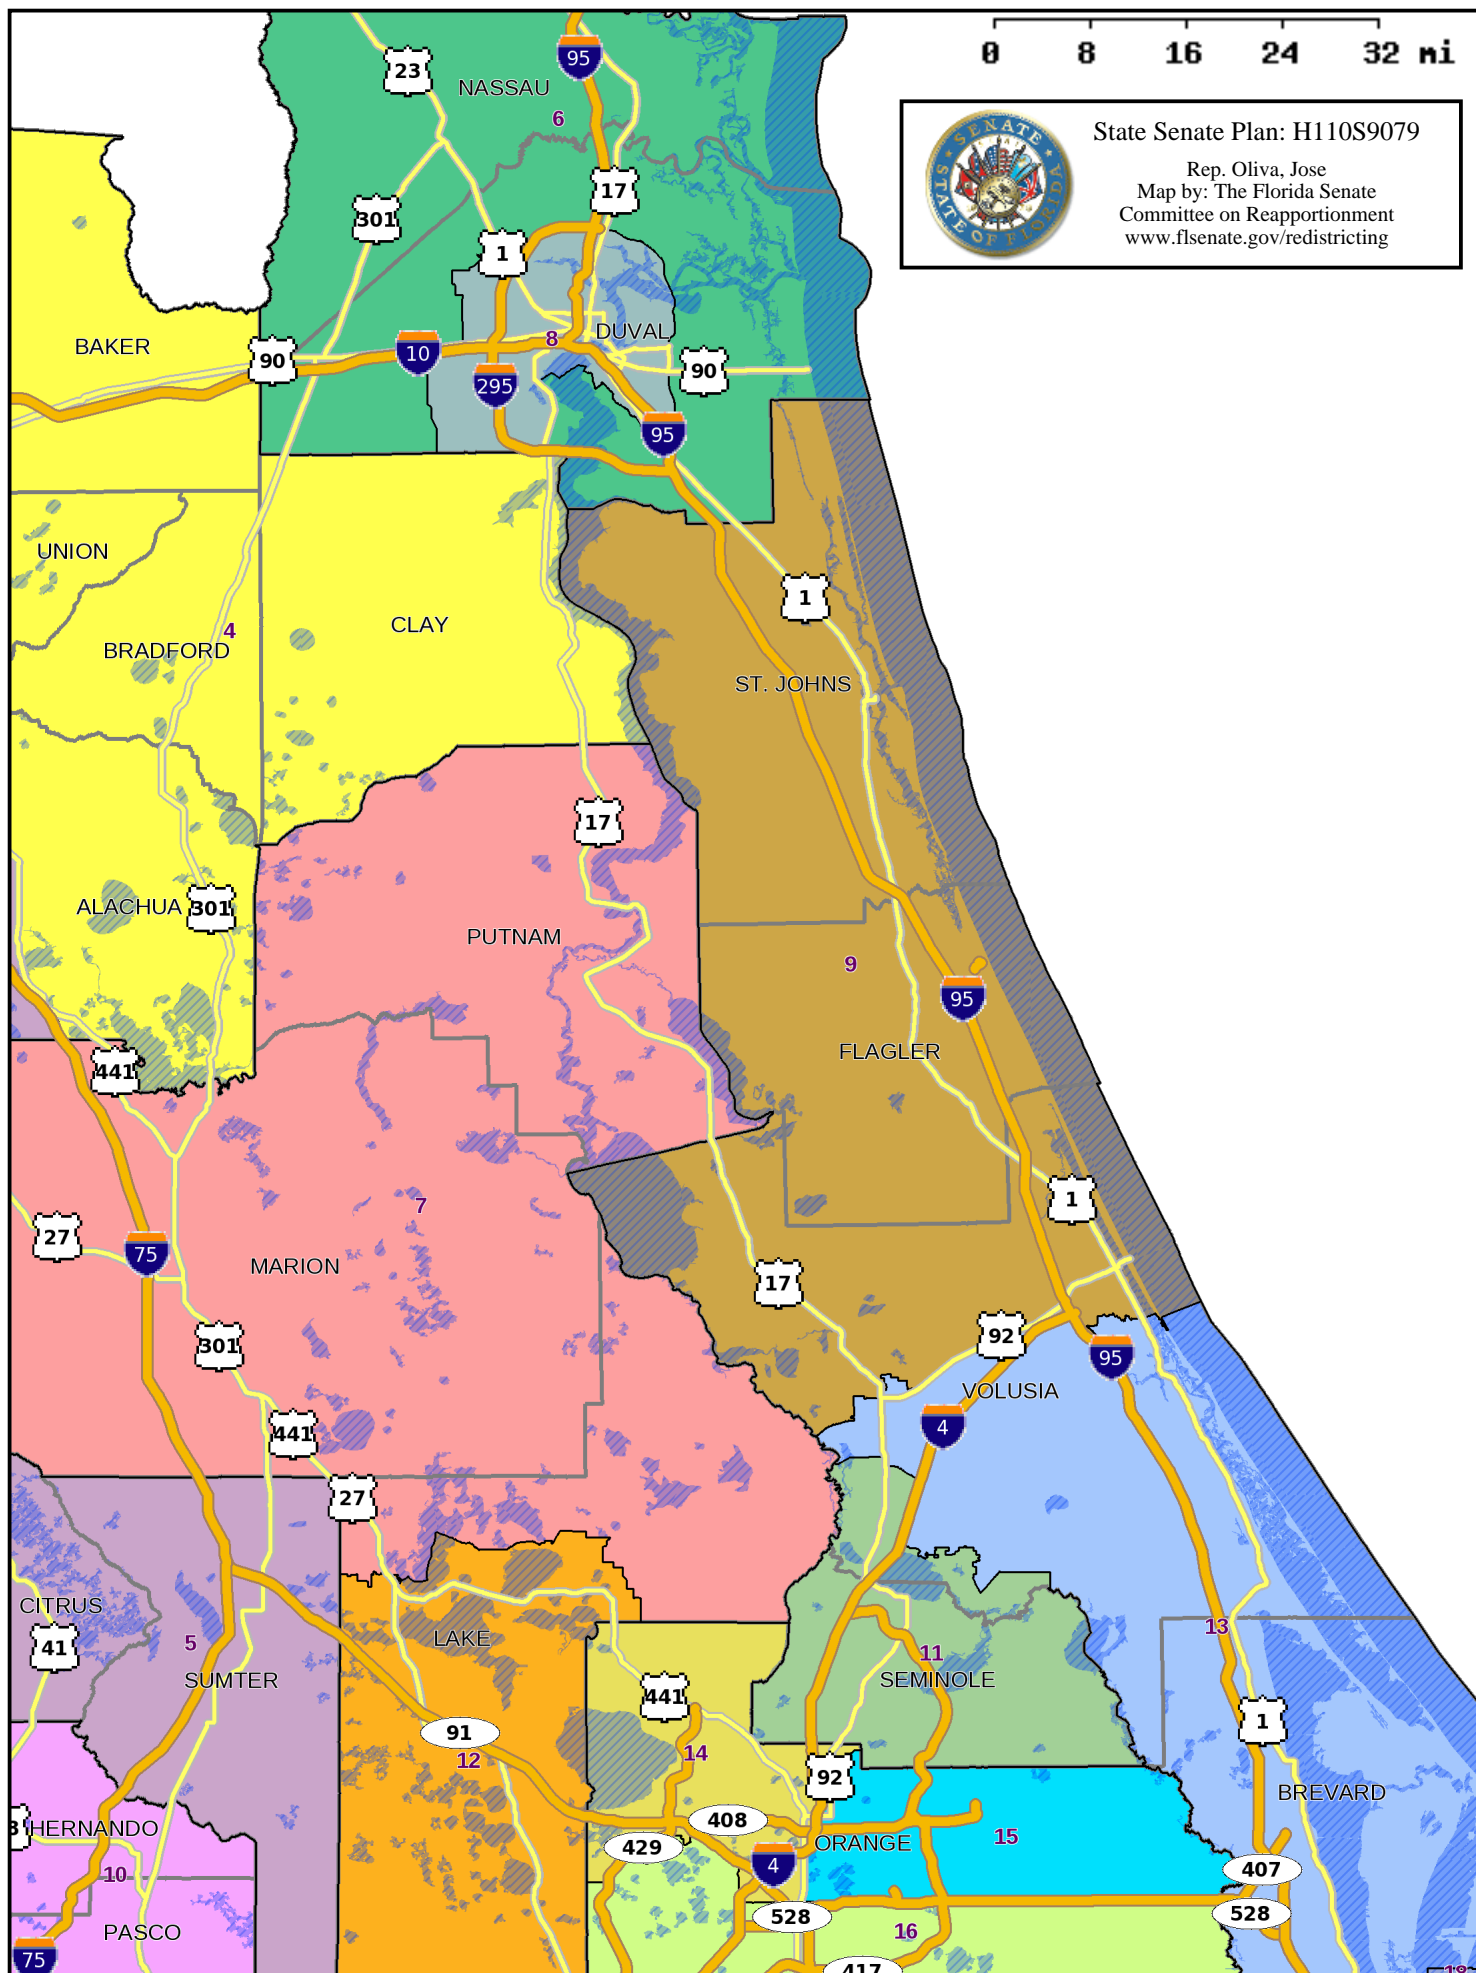 0 8 16 24 32 mi
State Senate Plan: H110S9079
Rep. Oliva, Jose
Map by: The Florida Senate
Committee on Reapportionment
www.flsenate.gov/redistricting
SENATE
STATE OF FLORIDA
23
95
NASSAU
6
17
301
1
DUVAL
8
BAKER
90
10
295
90
95
UNION
1
CLAY
4
BRADFORD
ST. JOHNS
17
ALACHUA
301
PUTNAM
9
95
FLAGLER
441
7
1
27
75
MARION
17
301
92
95
VOLUSIA
4
441
27
CITRUS
41
5
LAKE
13
11
SUMTER
SEMINOLE
441
1
91
12
14
92
BREVARD
HERNANDO
408
15
429
ORANGE
4
407
10
528
528
16
PASCO
75
417
18